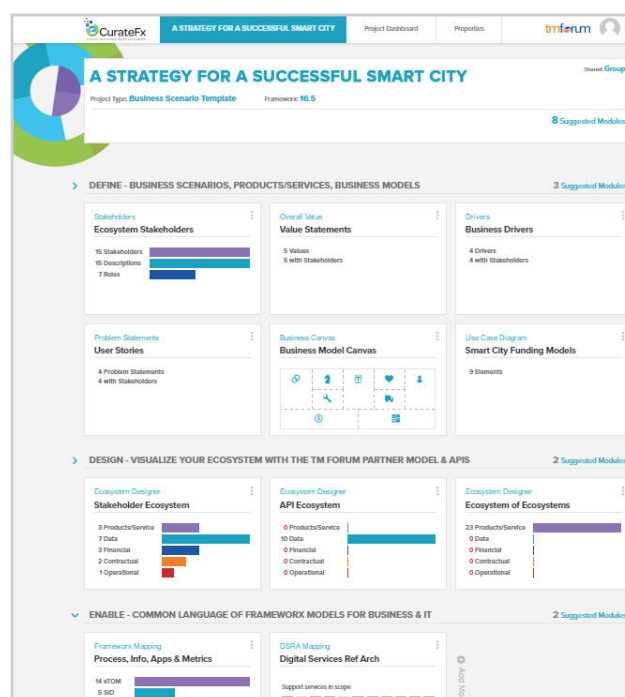 CurateFx
A STRATEGY FOR A SUCCESSFUL SMART CITY
Project Dashboard
Properties
tmforum
A STRATEGY FOR A SUCCESSFUL SMART CITY
Shared: Group
Project Type: Business Scenario Template Frameworx: 16.5
8 Suggested Modules
DEFINE - BUSINESS SCENARIOS, PRODUCTS/SERVICES, BUSINESS MODELS
3 Suggested Modules
Stakeholders
Ecosystem Stakeholders
15 Stakeholders
15 Descriptions
7 Roles
Overall Value
Value Statements
5 Values
5 with Stakeholders
Drivers
Business Drivers
4 Drivers
4 with Stakeholders
Problem Statements
User Stories
4 Problem Statements
4 with Stakeholders
Business Canvas
Business Model Canvas
Use Case Diagram
Smart City Funding Models
9 Elements
DESIGN - VISUALIZE YOUR ECOSYSTEM WITH THE TM FORUM PARTNER MODEL & APIS
2 Suggested Modules
Ecosystem Designer
Stakeholder Ecosystem
3 Products/Service
7 Data
3 Financial
2 Contractual
1 Operational
Ecosystem Designer
API Ecosystem
0 Products/Service
10 Data
0 Financial
0 Contractual
0 Operational
Ecosystem Designer
Ecosystem of Ecosystems
23 Products/Service
0 Data
0 Financial
0 Contractual
0 Operational
ENABLE - COMMON LANGUAGE OF FRAMEWORX MODELS FOR BUSINESS & IT
2 Suggested Modules
Frameworx Mapping
Process, Info, Apps & Metrics
14 eTOM
5 SID
DSRA Mapping
Digital Services Ref Arch
Support services in scope
Add Mo